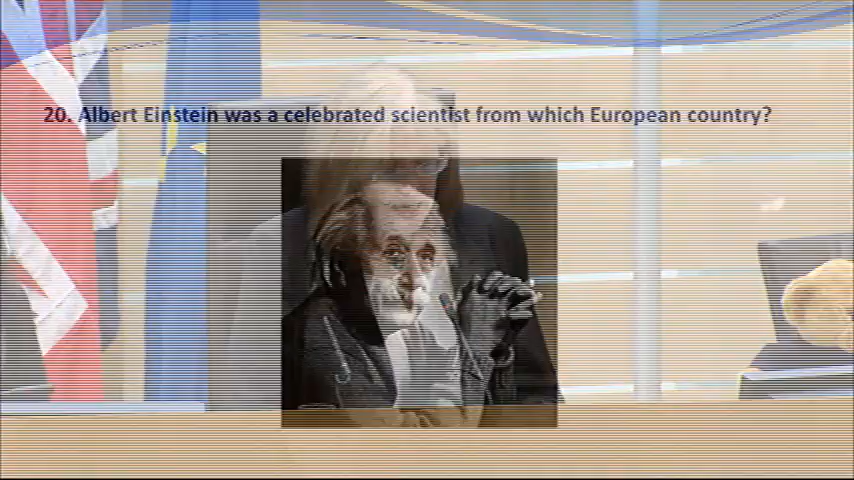 20. Albert Einstein was a celebrated scientist from which European country?